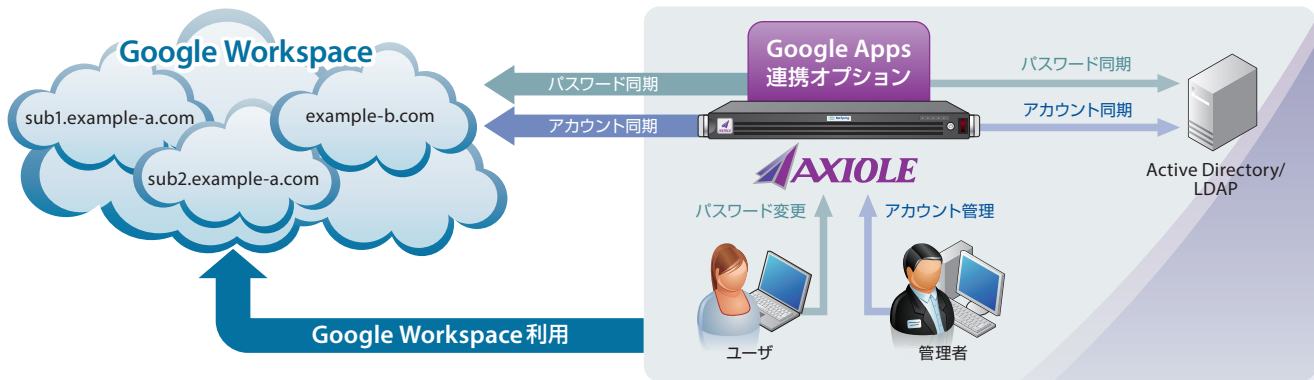 Google Workspace
sub1.example-a.com
example-b.com
sub2.example-a.com
パスワード同期
アカウント同期
Google Apps
連携オプション
パスワード同期
アカウント同期
Active Directory/
LDAP
AXIOLE
パスワード変更
アカウント管理
ユーザ
管理者
Google Workspace利用